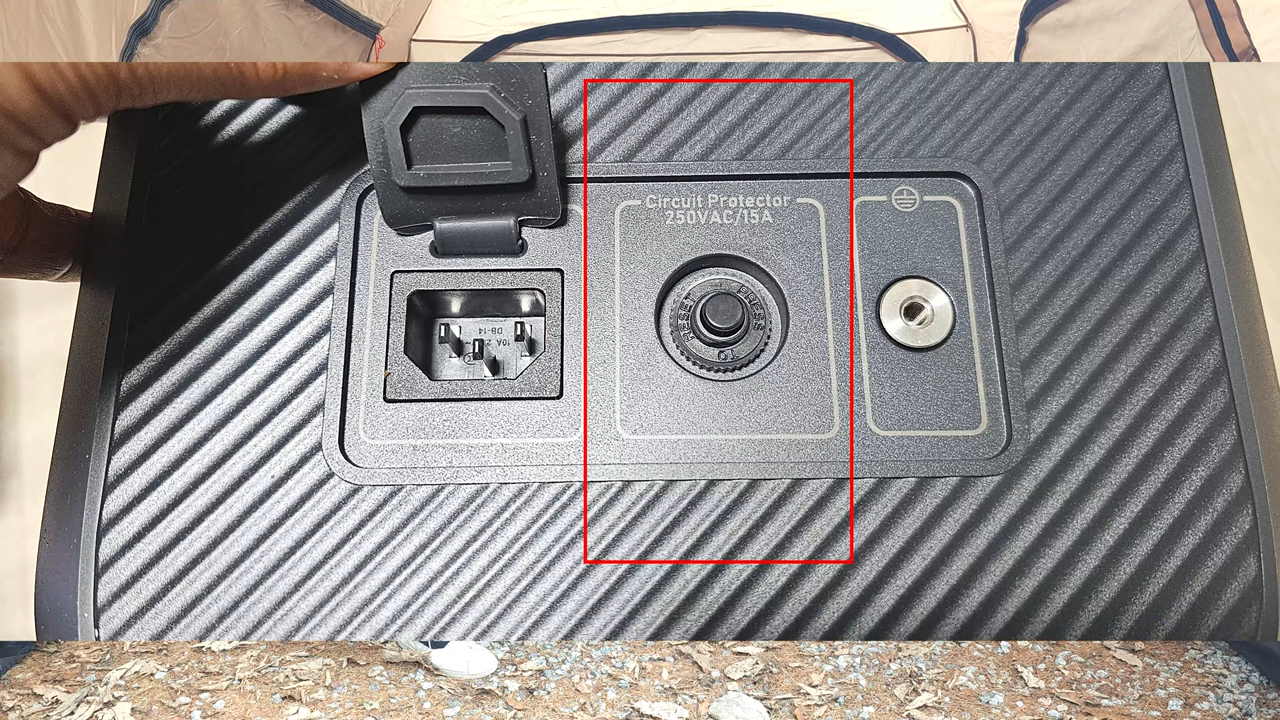 Circuit Protector
250VAC/15A
PRESS
TO
RESET
DB-14
10A